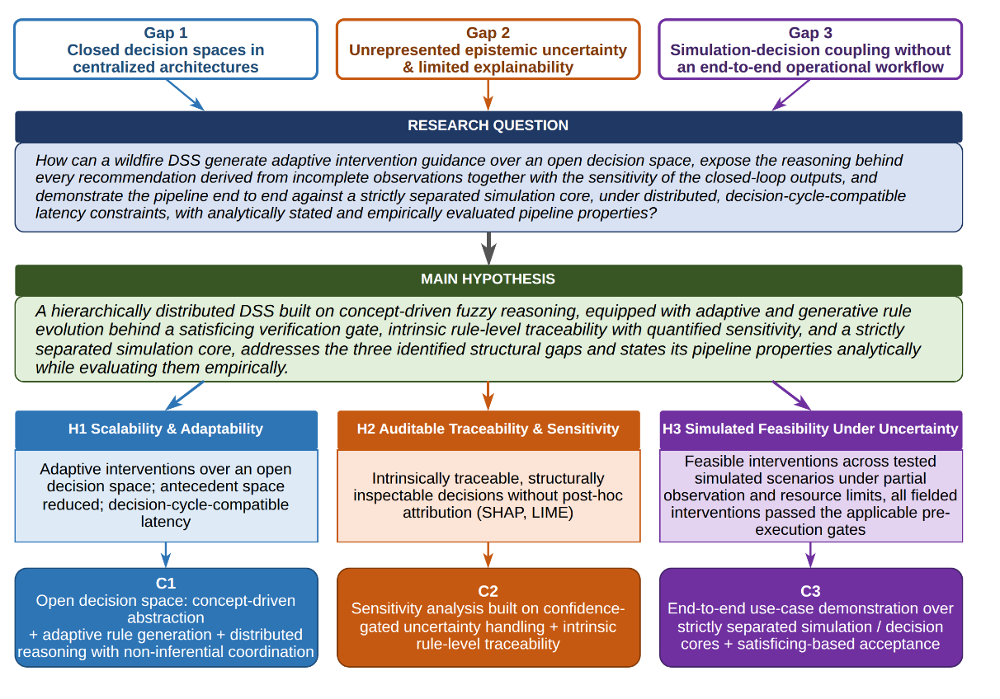 Gap 1
Closed decision spaces in
centralized architectures
Gap 2
Unrepresented epistemic uncertainty
& limited explainability
Gap 3
Simulation-decision coupling without
an end-to-end operational workflow
RESEARCH QUESTION
How can a wildfire DSS generate adaptive intervention guidance over an open decision space, expose the reasoning behind
every recommendation derived from incomplete observations together with the sensitivity of the closed-loop outputs, and
demonstrate the pipeline end to end against a strictly separated simulation core, under distributed, decision-cycle-compatible
latency constraints, with analytically stated and empirically evaluated pipeline properties?
MAIN HYPOTHESIS
A hierarchically distributed DSS built on concept-driven fuzzy reasoning, equipped with adaptive and generative rule
evolution behind a satisficing verification gate, intrinsic rule-level traceability with quantified sensitivity, and a strictly
separated simulation core, addresses the three identified structural gaps and states its pipeline properties analytically
while evaluating them empirically.
H1 Scalability & Adaptability
Adaptive interventions over an open
decision space; antecedent space
reduced; decision-cycle-compatible
latency
H2 Auditable Traceability & Sensitivity
Intrinsically traceable, structurally
inspectable decisions without post-hoc
attribution (SHAP, LIME)
H3 Simulated Feasibility Under Uncertainty
Feasible interventions across tested
simulated scenarios under partial
observation and resource limits, all fielded
interventions passed the applicable pre-
execution gates
C1
Open decision space: concept-driven
abstraction
+ adaptive rule generation + distributed
reasoning with non-inferential coordination
C2
Sensitivity analysis built on confidence-
gated uncertainty handling + intrinsic
rule-level traceability
C3
End-to-end use-case demonstration over
strictly separated simulation / decision
cores + satisficing-based acceptance